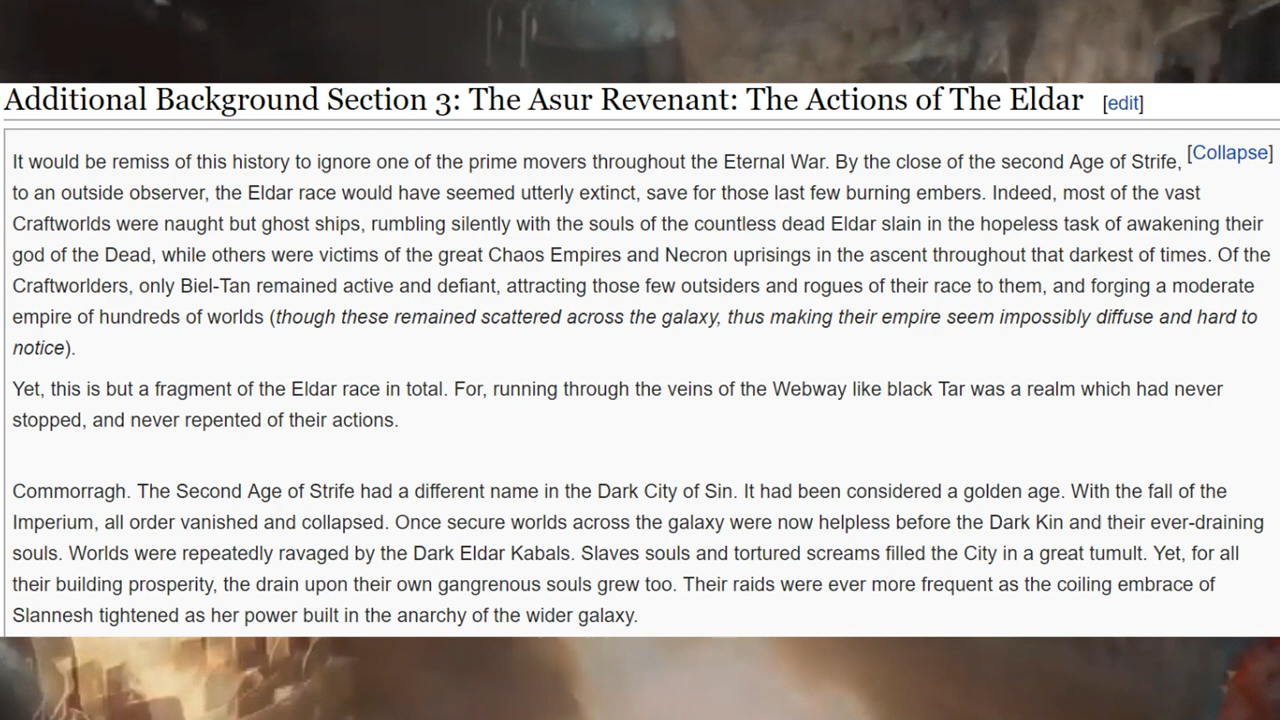 Additional Background Section 3: The Asur Revenant: The Actions of The Eldar [edit]
[Collapse]
It would be remiss of this history to ignore one of the prime movers throughout the Eternal War. By the close of the second Age of Strife,
to an outside observer, the Eldar race would have seemed utterly extinct, save for those last few burning embers. Indeed, most of the vast
Craftworlds were naught but ghost ships, rumbling silently with the souls of the countless dead Eldar slain in the hopeless task of awakening their
god of the Dead, while others were victims of the great Chaos Empires and Necron uprisings in the ascent throughout that darkest of times. Of the
Craftworlders, only Biel-Tan remained active and defiant, attracting those few outsiders and rogues of their race to them, and forging a moderate
empire of hundreds of worlds (though these remained scattered across the galaxy, thus making their empire seem impossibly diffuse and hard to
notice).
Yet, this is but a fragment of the Eldar race in total. For, running through the veins of the Webway like black Tar was a realm which had never
stopped, and never repented of their actions.
Commorragh. The Second Age of Strife had a different name in the Dark City of Sin. It had been considered a golden age. With the fall of the
Imperium, all order vanished and collapsed. Once secure worlds across the galaxy were now helpless before the Dark Kin and their ever-draining
souls. Worlds were repeatedly ravaged by the Dark Eldar Kabals. Slaves souls and tortured screams filled the City in a great tumult. Yet, for all
their building prosperity, the drain upon their own gangrenous souls grew too. Their raids were ever more frequent as the coiling embrace of
Slannesh tightened as her power built in the anarchy of the wider galaxy.